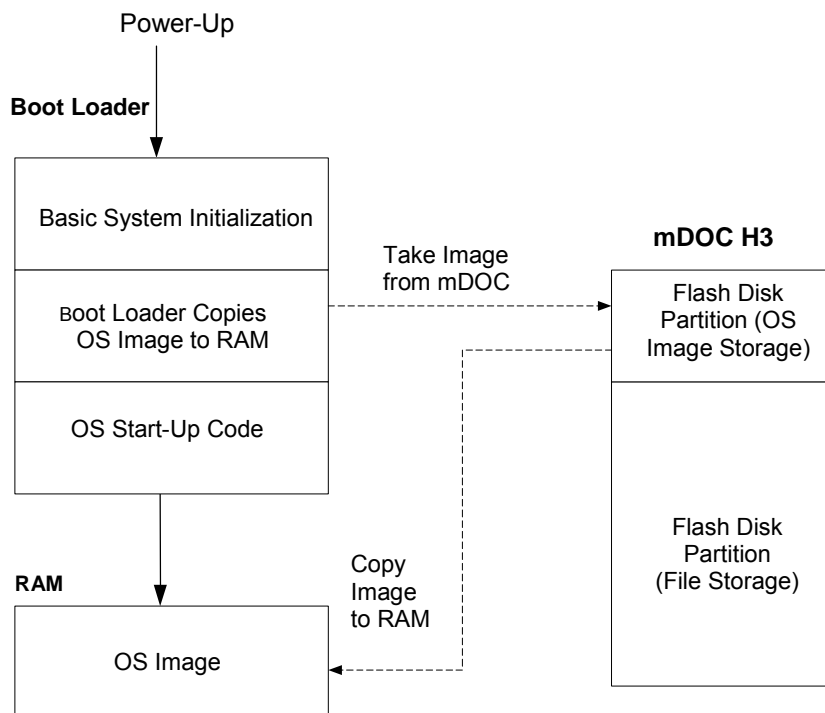 Power-Up
Boot Loader
Basic System Initialization
Boot Loader Copies
OS Image to RAM
OS Start-Up Code
Take Image
from mDOC
mDOC H3
Flash Disk
Partition (OS
Image Storage)
Flash Disk
Partition
(File Storage)
Copy
Image
to RAM
RAM
OS Image